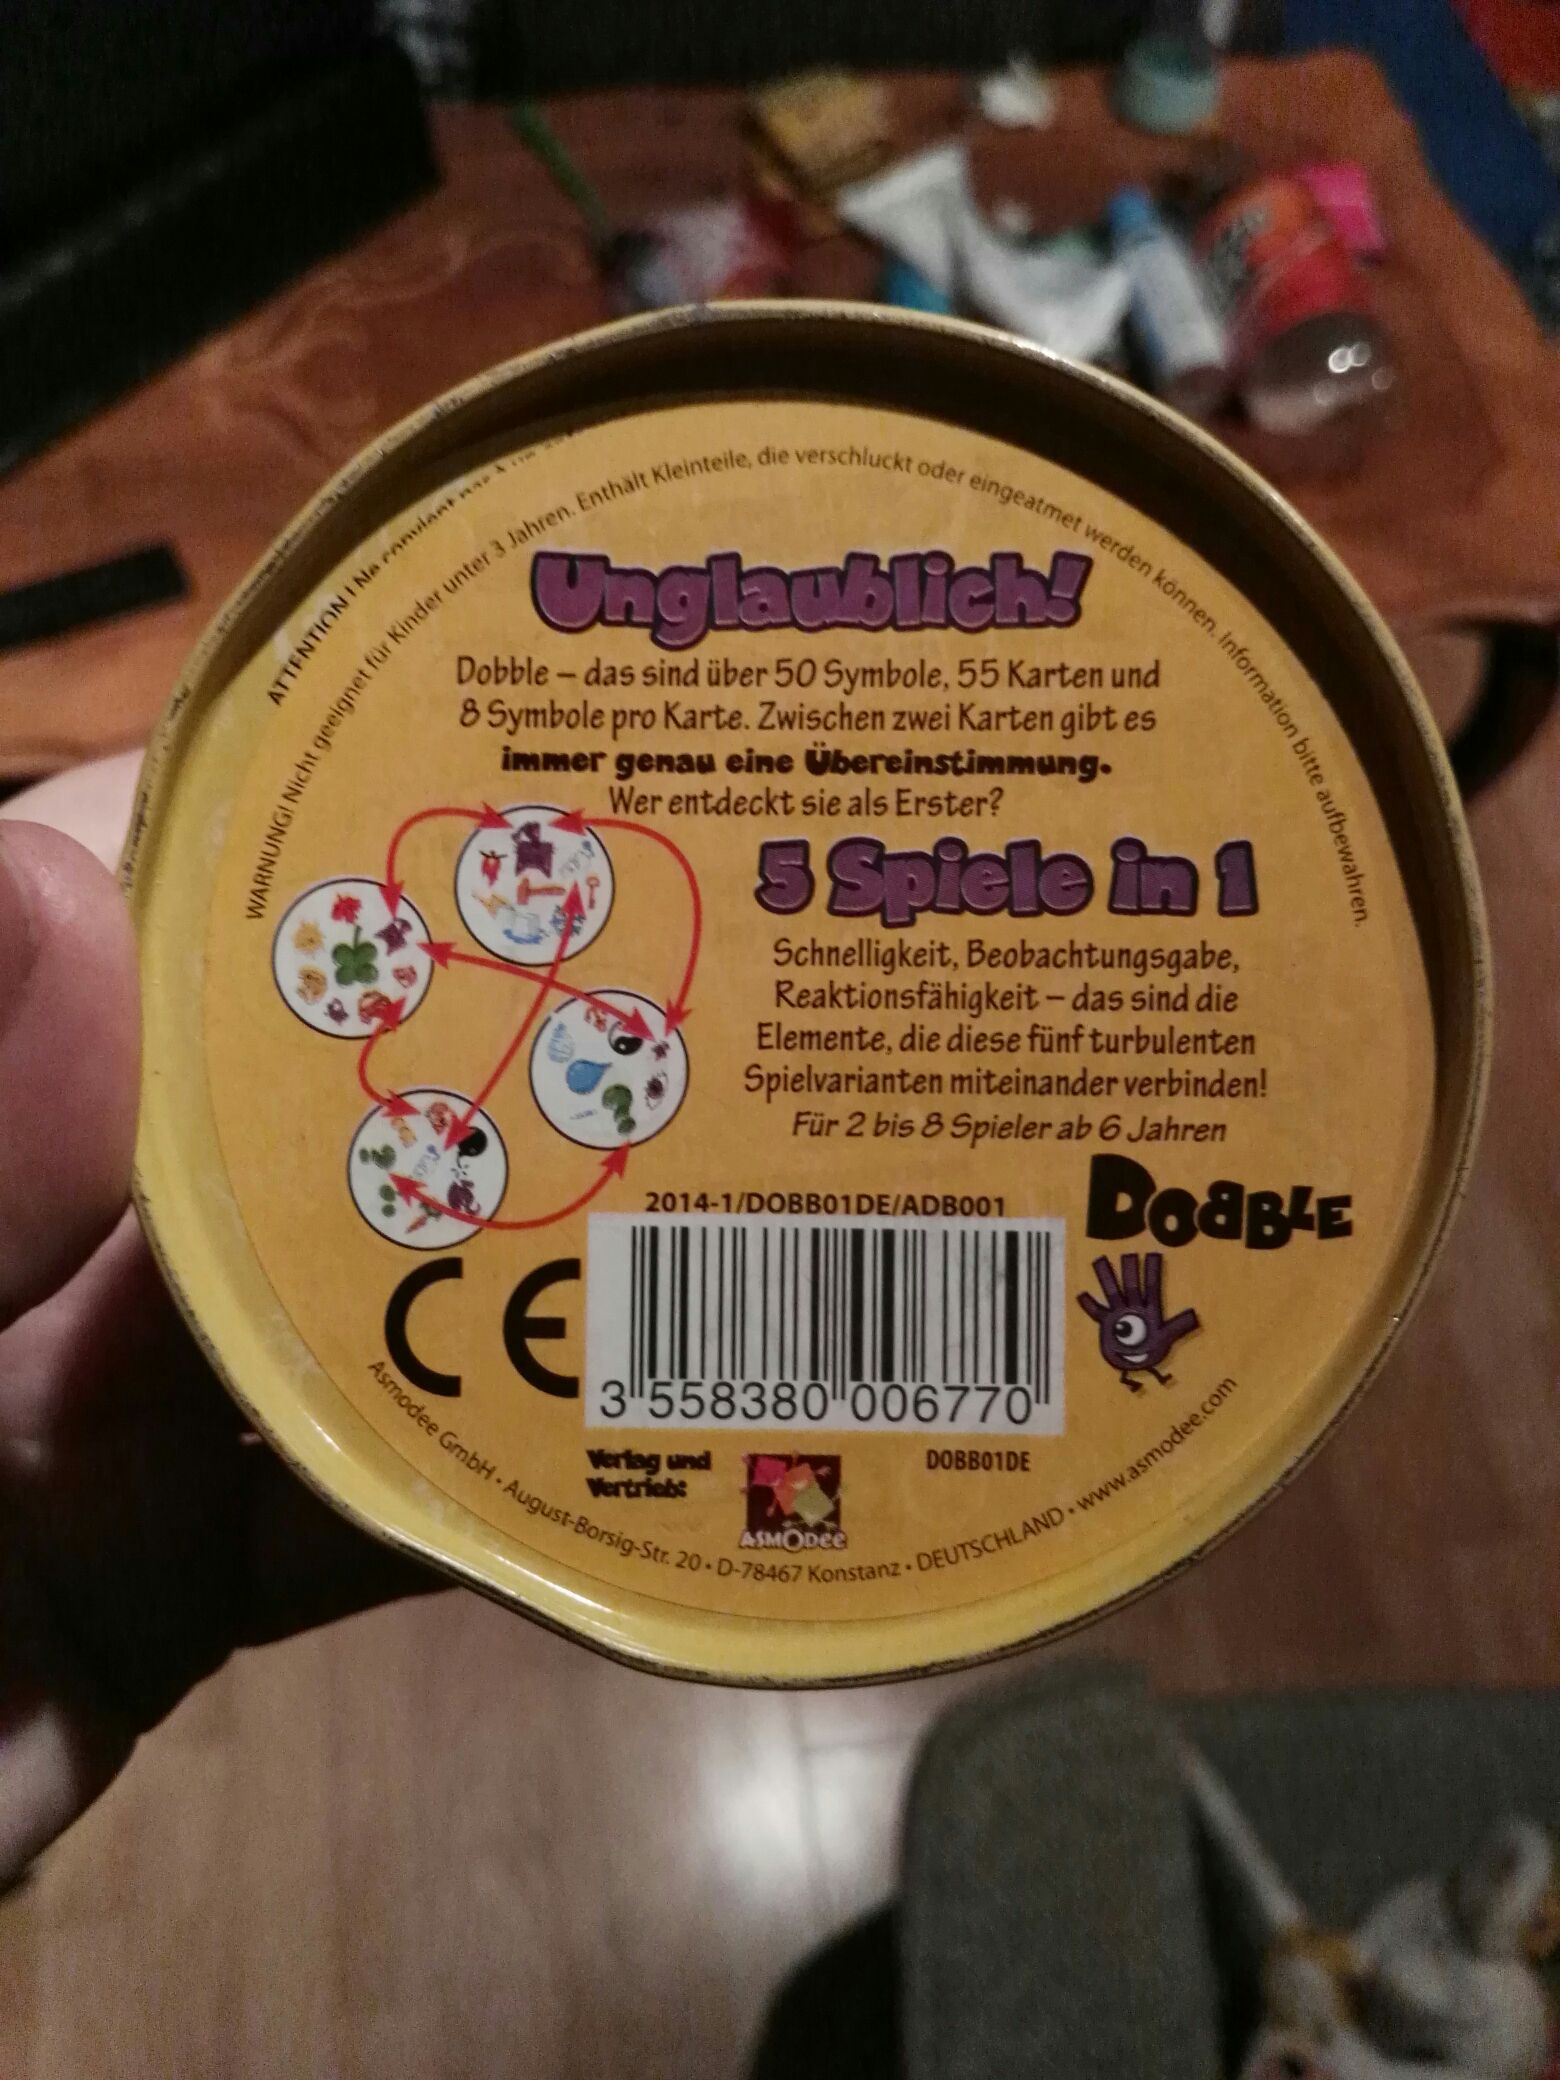 ATTENTION ! Ne convient pas
WARNUNG! Nicht geeignet für Kinder unter 3 Jahren. Enthält Kleinteile, die verschluckt oder eingeatmet werden können. Information bitte aufbewahren.
Unglaublich!
Dobble – das sind über 50 Symbole, 55 Karten und
8 Symbole pro Karte. Zwischen zwei Karten gibt es
immer genau eine Übereinstimmung.
Wer entdeckt sie als Erster?
5 Spiele in 1
Schnelligkeit, Beobachtungsgabe,
Reaktionsfähigkeit – das sind die
Elemente, die diese fünf turbulenten
Spielvarianten miteinander verbinden!
Für 2 bis 8 Spieler ab 6 Jahren
2014-1/DOBB01DE/ADB001
DOBBLE
CE
3 558380 006770
Verlag und
Vertrieb:
ASMODEE
DOBB01DE
Asmodee GmbH • August-Borsig-Str. 20 • D-78467 Konstanz • DEUTSCHLAND • www.asmodee.com